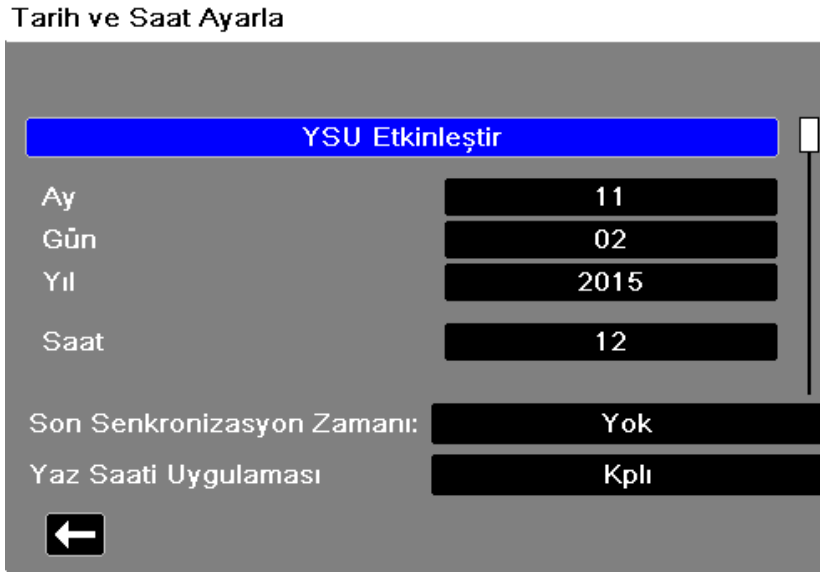 Tarih ve Saat Ayarla
YSU Etkinleştir
Ay 11
Gün 02
Yıl 2015
Saat 12
Son Senkronizasyon Zamanı: Yok
Yaz Saati Uygulaması Kplı